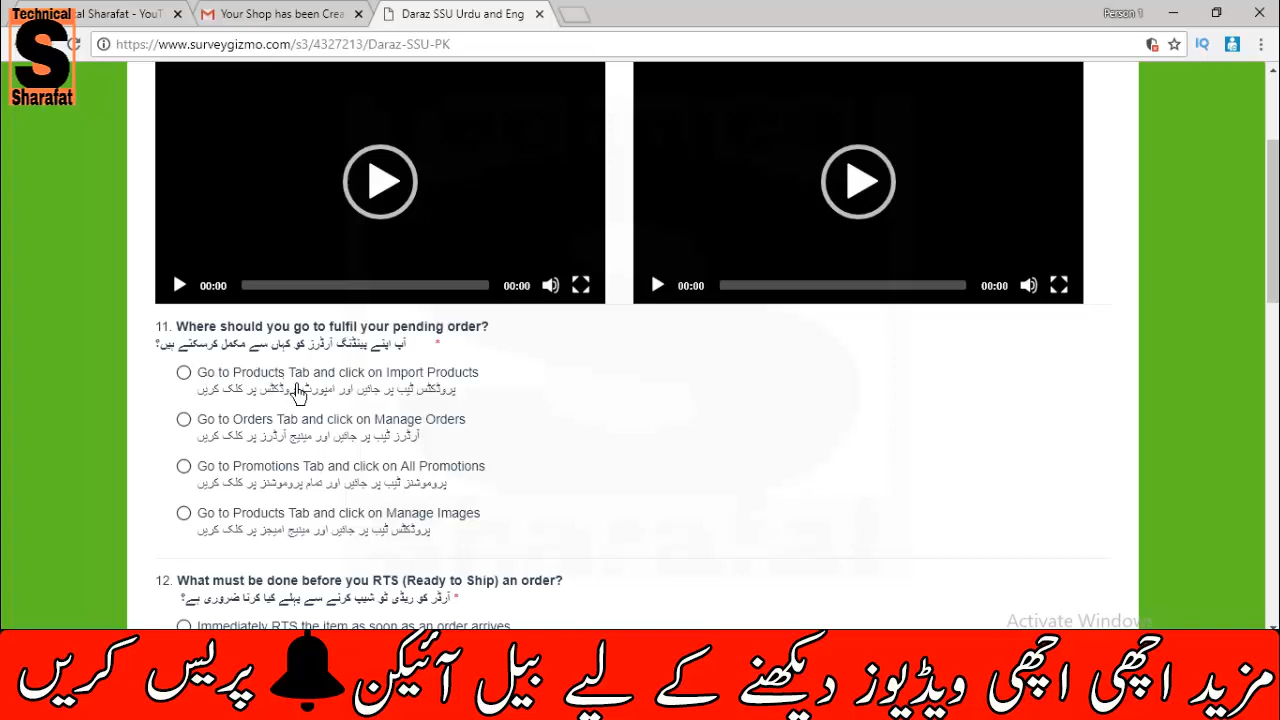 Technical
S
Sharafat
al Sharafat - YouT
Your Shop has been Crea
Daraz SSU Urdu and Eng
Person 1
https://www.surveygizmo.com/s3/4327213/Daraz-SSU-PK
00:00 00:00
00:00 00:00
11. Where should you go to fulfil your pending order?
آپ اپنے پینڈنگ آرڈرز کو کہاں سے مکمل کرسکتے ہیں؟ *
Go to Products Tab and click on Import Products
پروڈکٹس ٹیب پر جائیں اور امپورٹ پروڈکٹس پر کلک کریں
Go to Orders Tab and click on Manage Orders
آرڈرز ٹیب پر جائیں اور مینیج آرڈرز پر کلک کریں
Go to Promotions Tab and click on All Promotions
پروموشنز ٹیب پر جائیں اور تمام پروموشنز پر کلک کریں
Go to Products Tab and click on Manage Images
پروڈکٹس ٹیب پر جائیں اور مینیج امیجز پر کلک کریں
12. What must be done before you RTS (Ready to Ship) an order?
آرڈر کو ریڈی ٹو شیپ کرنے سے پہلے کیا کرنا ضروری ہے؟ *
Immediately RTS the item as soon as an order arrives
Activate Windows
مزید اچھی اچھی ویڈیوز دیکھنے کے لیے بیل آئیکن پریس کریں